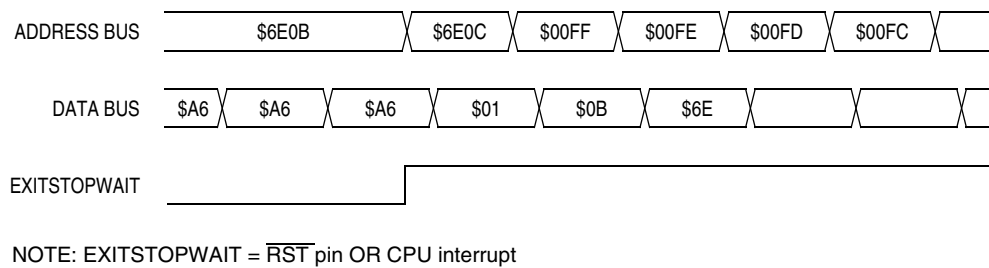 ADDRESS BUS $6E0B $6E0C $00FF $00FE $00FD $00FC
DATA BUS $A6 $A6 $A6 $01 $0B $6E
EXITSTOPWAIT
NOTE: EXITSTOPWAIT = RST pin OR CPU interrupt